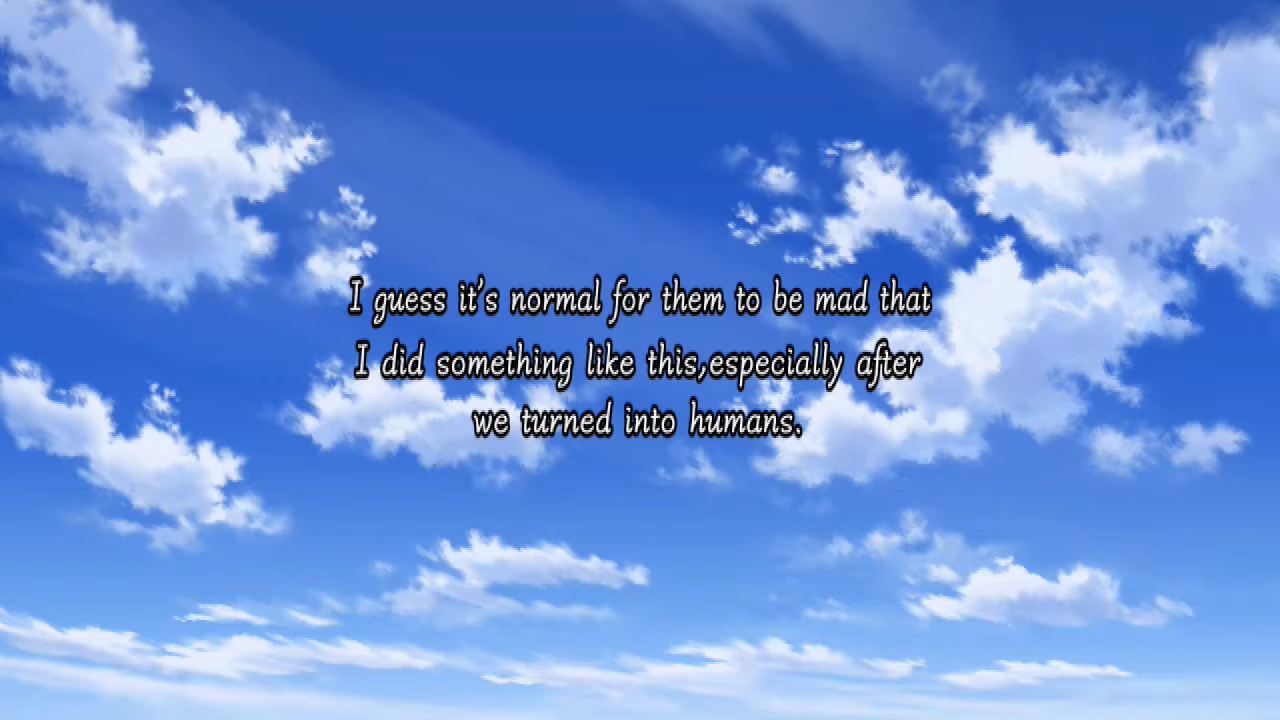 I guess it's normal for them to be mad that
I did something like this,especially after
we turned into humans.